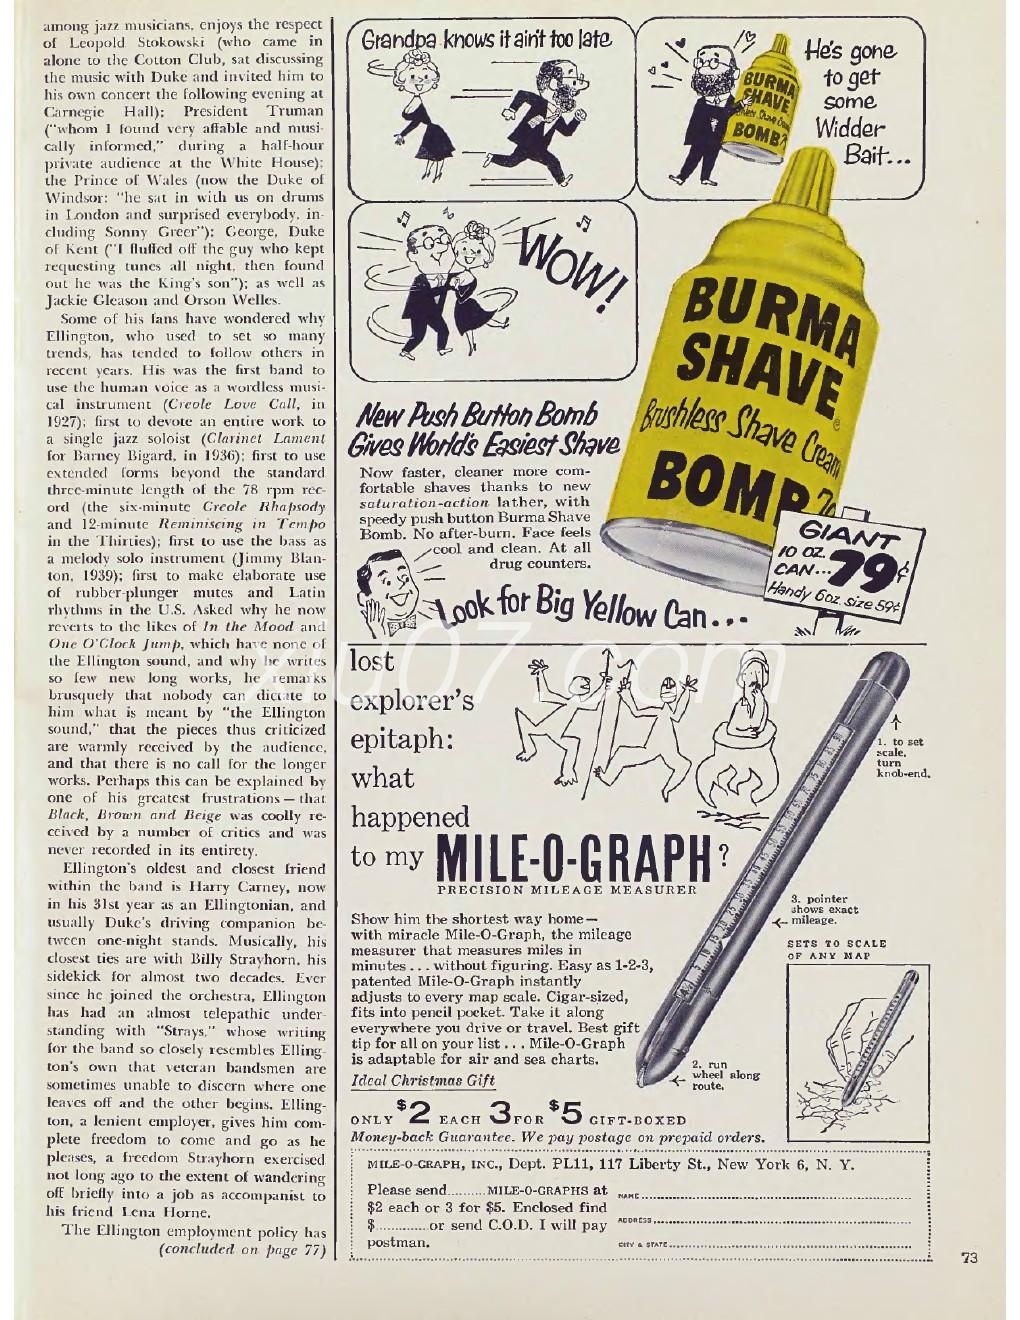 among jazz musicians, enjoys the respect
of Leopold Stokowski (who came in
alone to the Cotton Club, sat discussing
the music with Duke and invited him to
his own concert the following evening at
Carnegie Hall); President Truman
("whom I found very affable and musi-
cally informed," during a half-hour
private audience at the White House);
the Prince of Wales (now the Duke of
Windsor: "he sat in with us on drums
in London and surprised everybody, in-
cluding Sonny Greer"); George, Duke
of Kent ("I fluffed off the guy who kept
requesting tunes all night, then found
out he was the King's son"); as well as
Jackie Gleason and Orson Welles.
Some of his fans have wondered why
Ellington, who used to set so many
trends, has tended to follow others in
recent years. His was the first band to
use the human voice as a wordless musi-
cal instrument (Creole Love Call, in
1927); first to devote an entire work to
a single jazz soloist (Clarinet Lament
for Barney Bigard, in 1936); first to use
extended forms beyond the standard
three-minute length of the 78 rpm rec-
ord (the six-minute Creole Rhapsody
and 12-minute Reminiscing in Tempo
in the Thirties); first to use the bass as
a melody solo instrument (Jimmy Blan-
ton, 1939); first to make elaborate use
of rubber-plunger mutes and Latin
rhythms in the U.S. Asked why he now
reverts to the likes of In the Mood and
One O'Clock Jump, which have none of
the Ellington sound, and why he writes
so few new long works, he remarks
brusquely that nobody can dictate to
him what is meant by "the Ellington
sound," that the pieces thus criticized
are warmly received by the audience,
and that there is no call for the longer
works. Perhaps this can be explained by
one of his greatest frustrations — that
Black, Brown and Beige was coolly re-
ceived by a number of critics and was
never recorded in its entirety.
Ellington's oldest and closest friend
within the band is Harry Carney, now
in his 31st year as an Ellingtonian, and
usually Duke's driving companion be-
tween one-night stands. Musically, his
closest ties are with Billy Strayhorn, his
sidekick for almost two decades. Ever
since he joined the orchestra, Ellington
has had an almost telepathic under-
standing with "Strays," whose writing
for the band so closely resembles Elling-
ton's own that veteran bandsmen are
sometimes unable to discern where one
leaves off and the other begins. Elling-
ton, a lenient employer, gives him com-
plete freedom to come and go as he
pleases, a freedom Strayhorn exercised
not long ago to the extent of wandering
off briefly into a job as accompanist to
his friend Lena Horne.
The Ellington employment policy has
(concluded on page 77)
Grandpa knows it ain't too late
He's gone
to get
some
Widder
Bait...
BURMA
SHAVE
BOMB
WOW!
BURMA
SHAVE
Brushless Shave Cream
BOMB
GIANT
10 OZ.
CAN... 79¢
Handy 6oz. size 59¢
New Push Button Bomb
Gives World's Easiest Shave
Now faster, cleaner more com-
fortable shaves thanks to new
saturation-action lather, with
speedy push button Burma Shave
Bomb. No after-burn. Face feels
cool and clean. At all
drug counters.
Look for Big Yellow Can...
lost
explorer's
epitaph:
what
happened
to my MILE-O-GRAPH?
PRECISION MILEAGE MEASURER
1. to set
scale,
turn
knob-end.
3. pointer
shows exact
mileage.
SETS TO SCALE
OF ANY MAP
2. run
wheel along
route.
Show him the shortest way home—
with miracle Mile-O-Graph, the mileage
measurer that measures miles in
minutes . . . without figuring. Easy as 1-2-3,
patented Mile-O-Graph instantly
adjusts to every map scale. Cigar-sized,
fits into pencil pocket. Take it along
everywhere you drive or travel. Best gift
tip for all on your list . . . Mile-O-Graph
is adaptable for air and sea charts.
Ideal Christmas Gift
ONLY $2 EACH 3 FOR $5 GIFT-BOXED
Money-back Guarantee. We pay postage on prepaid orders.
MILE-O-GRAPH, INC., Dept. PL11, 117 Liberty St., New York 6, N. Y.
Please send..........MILE-O-GRAPHS at
$2 each or 3 for $5. Enclosed find
$..............or send C.O.D. I will pay
postman.
NAME
ADDRESS
CITY & STATE
73